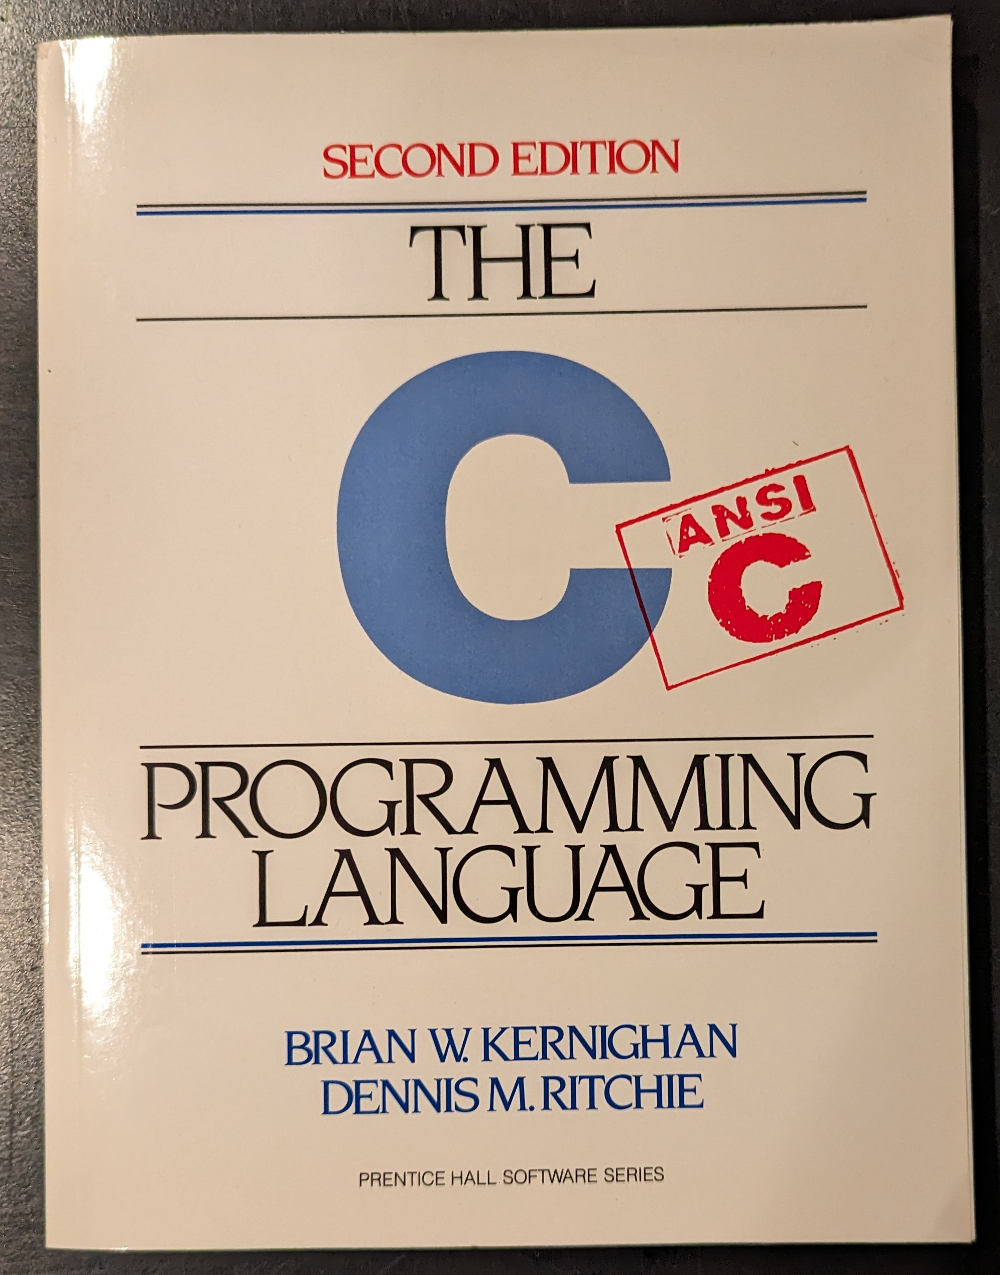 SECOND EDITION
THE
C
ANSI
C
PROGRAMMING
LANGUAGE
BRIAN W. KERNIGHAN
DENNIS M. RITCHIE
PRENTICE HALL SOFTWARE SERIES